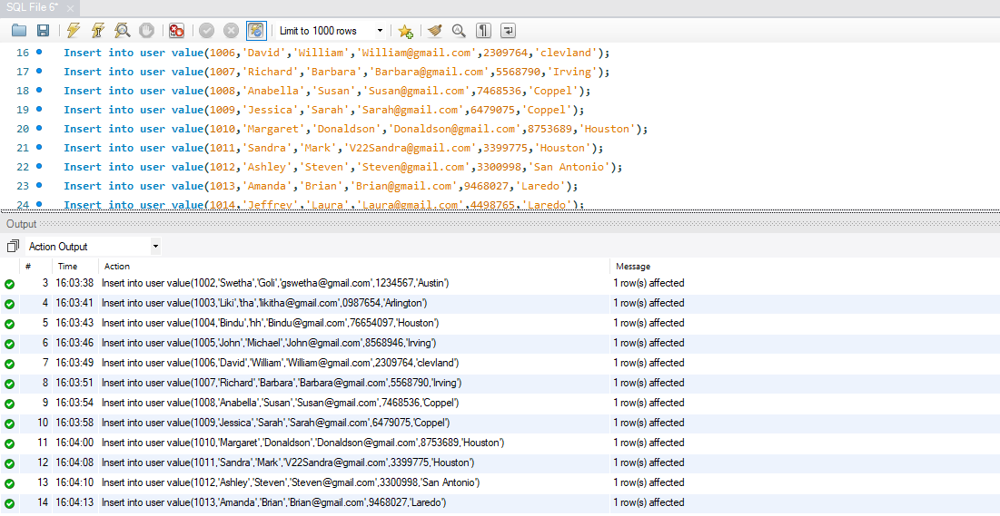 SQL File 6* ×
Limit to 1000 rows
16 Insert into user value(1006,'David','William','William@gmail.com',2309764,'clevland');
17 Insert into user value(1007,'Richard','Barbara','Barbara@gmail.com',5568790,'Irving');
18 Insert into user value(1008,'Anabella','Susan','Susan@gmail.com',7468536,'Coppel');
19 Insert into user value(1009,'Jessica','Sarah','Sarah@gmail.com',6479075,'Coppel');
20 Insert into user value(1010,'Margaret','Donaldson','Donaldson@gmail.com',8753689,'Houston');
21 Insert into user value(1011,'Sandra','Mark','V22Sandra@gmail.com',3399775,'Houston');
22 Insert into user value(1012,'Ashley','Steven','Steven@gmail.com',3300998,'San Antonio');
23 Insert into user value(1013,'Amanda','Brian','Brian@gmail.com',9468027,'Laredo');
24 Insert into user value(1014,'Jeffrey','Laura','Laura@gmail.com',4498765,'Laredo');
Output
Action Output
# Time Action Message
3 16:03:38 Insert into user value(1002,'Swetha','Goli','gswetha@gmail.com',1234567,'Austin') 1 row(s) affected
4 16:03:41 Insert into user value(1003,'Liki','tha','likitha@gmail.com',0987654,'Arlington') 1 row(s) affected
5 16:03:43 Insert into user value(1004,'Bindu','hh','Bindu@gmail.com',76654097,'Houston') 1 row(s) affected
6 16:03:46 Insert into user value(1005,'John','Michael','John@gmail.com',8568946,'Irving') 1 row(s) affected
7 16:03:49 Insert into user value(1006,'David','William','William@gmail.com',2309764,'clevland') 1 row(s) affected
8 16:03:51 Insert into user value(1007,'Richard','Barbara','Barbara@gmail.com',5568790,'Irving') 1 row(s) affected
9 16:03:54 Insert into user value(1008,'Anabella','Susan','Susan@gmail.com',7468536,'Coppel') 1 row(s) affected
10 16:03:58 Insert into user value(1009,'Jessica','Sarah','Sarah@gmail.com',6479075,'Coppel') 1 row(s) affected
11 16:04:00 Insert into user value(1010,'Margaret','Donaldson','Donaldson@gmail.com',8753689,'Houston') 1 row(s) affected
12 16:04:08 Insert into user value(1011,'Sandra','Mark','V22Sandra@gmail.com',3399775,'Houston') 1 row(s) affected
13 16:04:10 Insert into user value(1012,'Ashley','Steven','Steven@gmail.com',3300998,'San Antonio') 1 row(s) affected
14 16:04:13 Insert into user value(1013,'Amanda','Brian','Brian@gmail.com',9468027,'Laredo') 1 row(s) affected